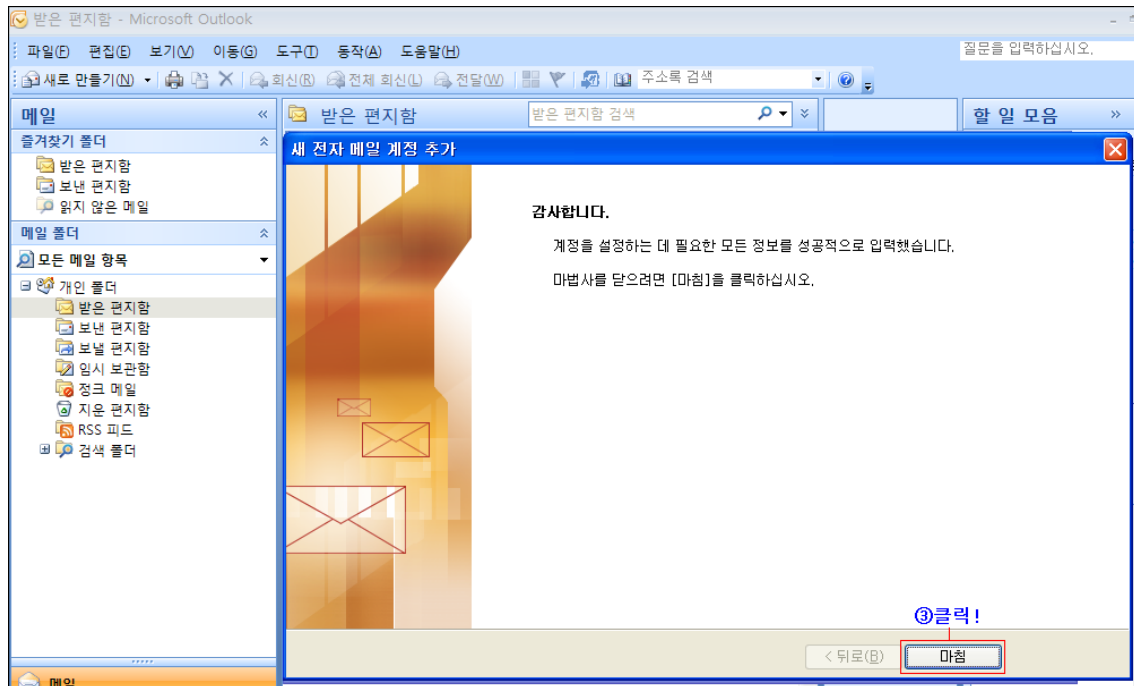 받은 편지함 - Microsoft Outlook
파일(F) 편집(E) 보기(V) 이동(G) 도구(T) 동작(A) 도움말(H) 질문을 입력하십시오.
새로 만들기(N) 회신(R) 전체 회신(L) 전달(W) 주소록 검색
메일 «
받은 편지함 받은 편지함 검색
할 일 모음 »
즐겨찾기 폴더
받은 편지함
보낸 편지함
읽지 않은 메일
메일 폴더
모든 메일 항목
개인 폴더
받은 편지함
보낸 편지함
보낼 편지함
임시 보관함
정크 메일
지운 편지함
RSS 피드
검색 폴더
메일
새 전자 메일 계정 추가
감사합니다.
계정을 설정하는 데 필요한 모든 정보를 성공적으로 입력했습니다.
마법사를 닫으려면 [마침]을 클릭하십시오.
③클릭!
< 뒤로(B) 마침